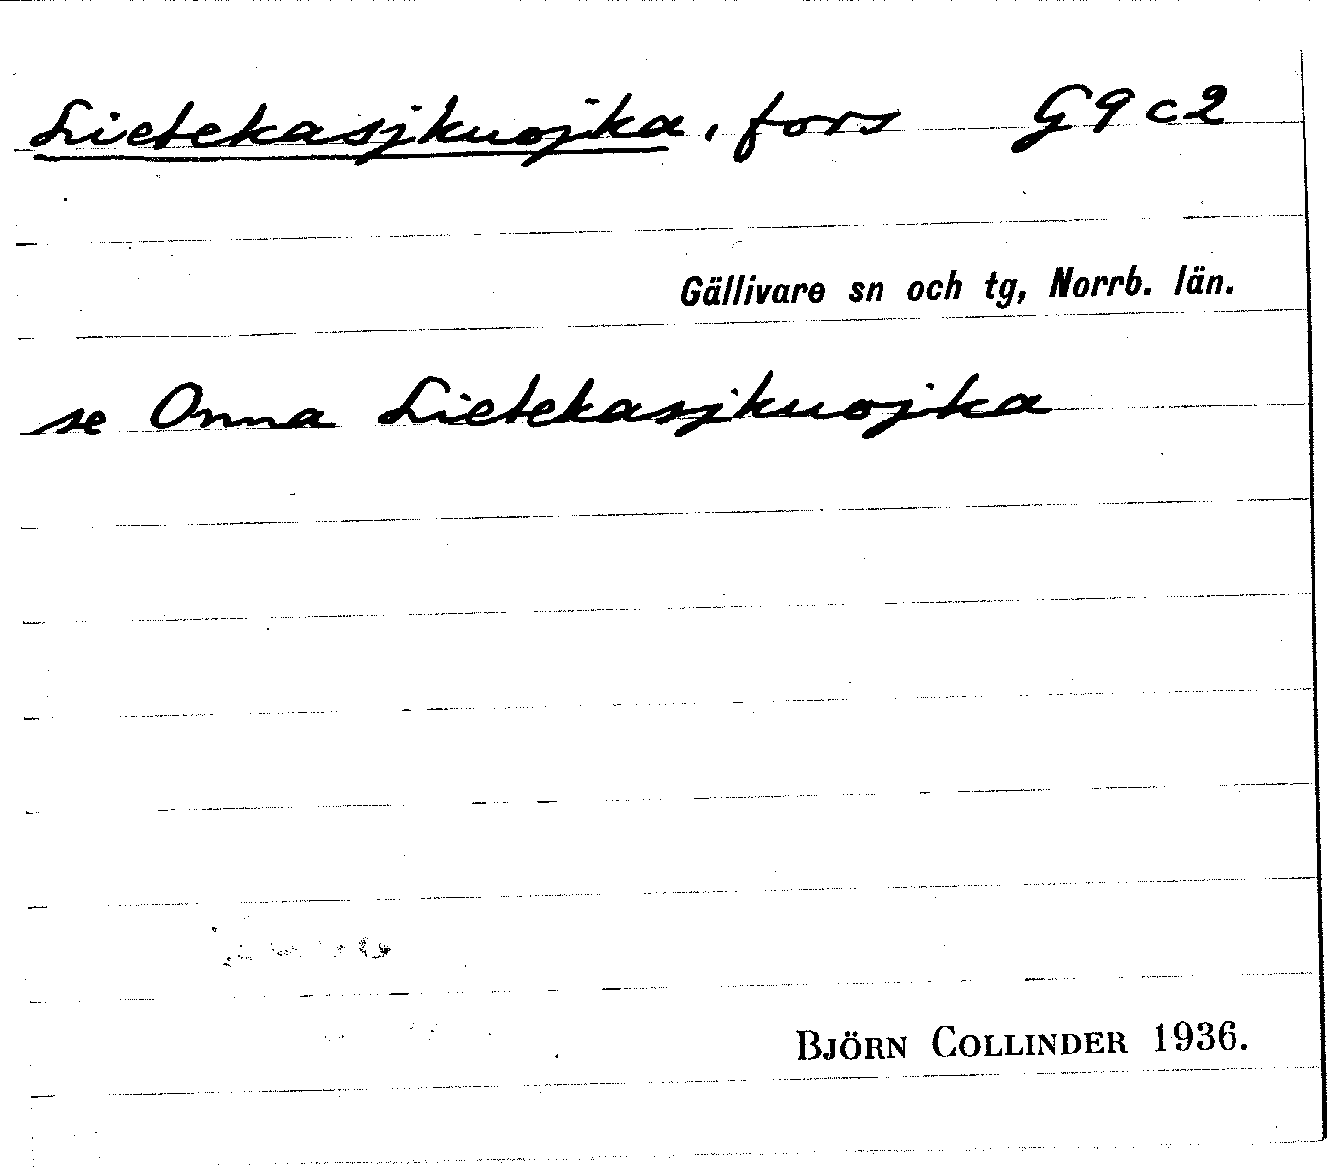 Lietekasjkuojka, fors G9c2
Gällivare sn och tg, Norrb. län.
se Onna Lietekasjkuojka
BJÖRN COLLINDER 1936.